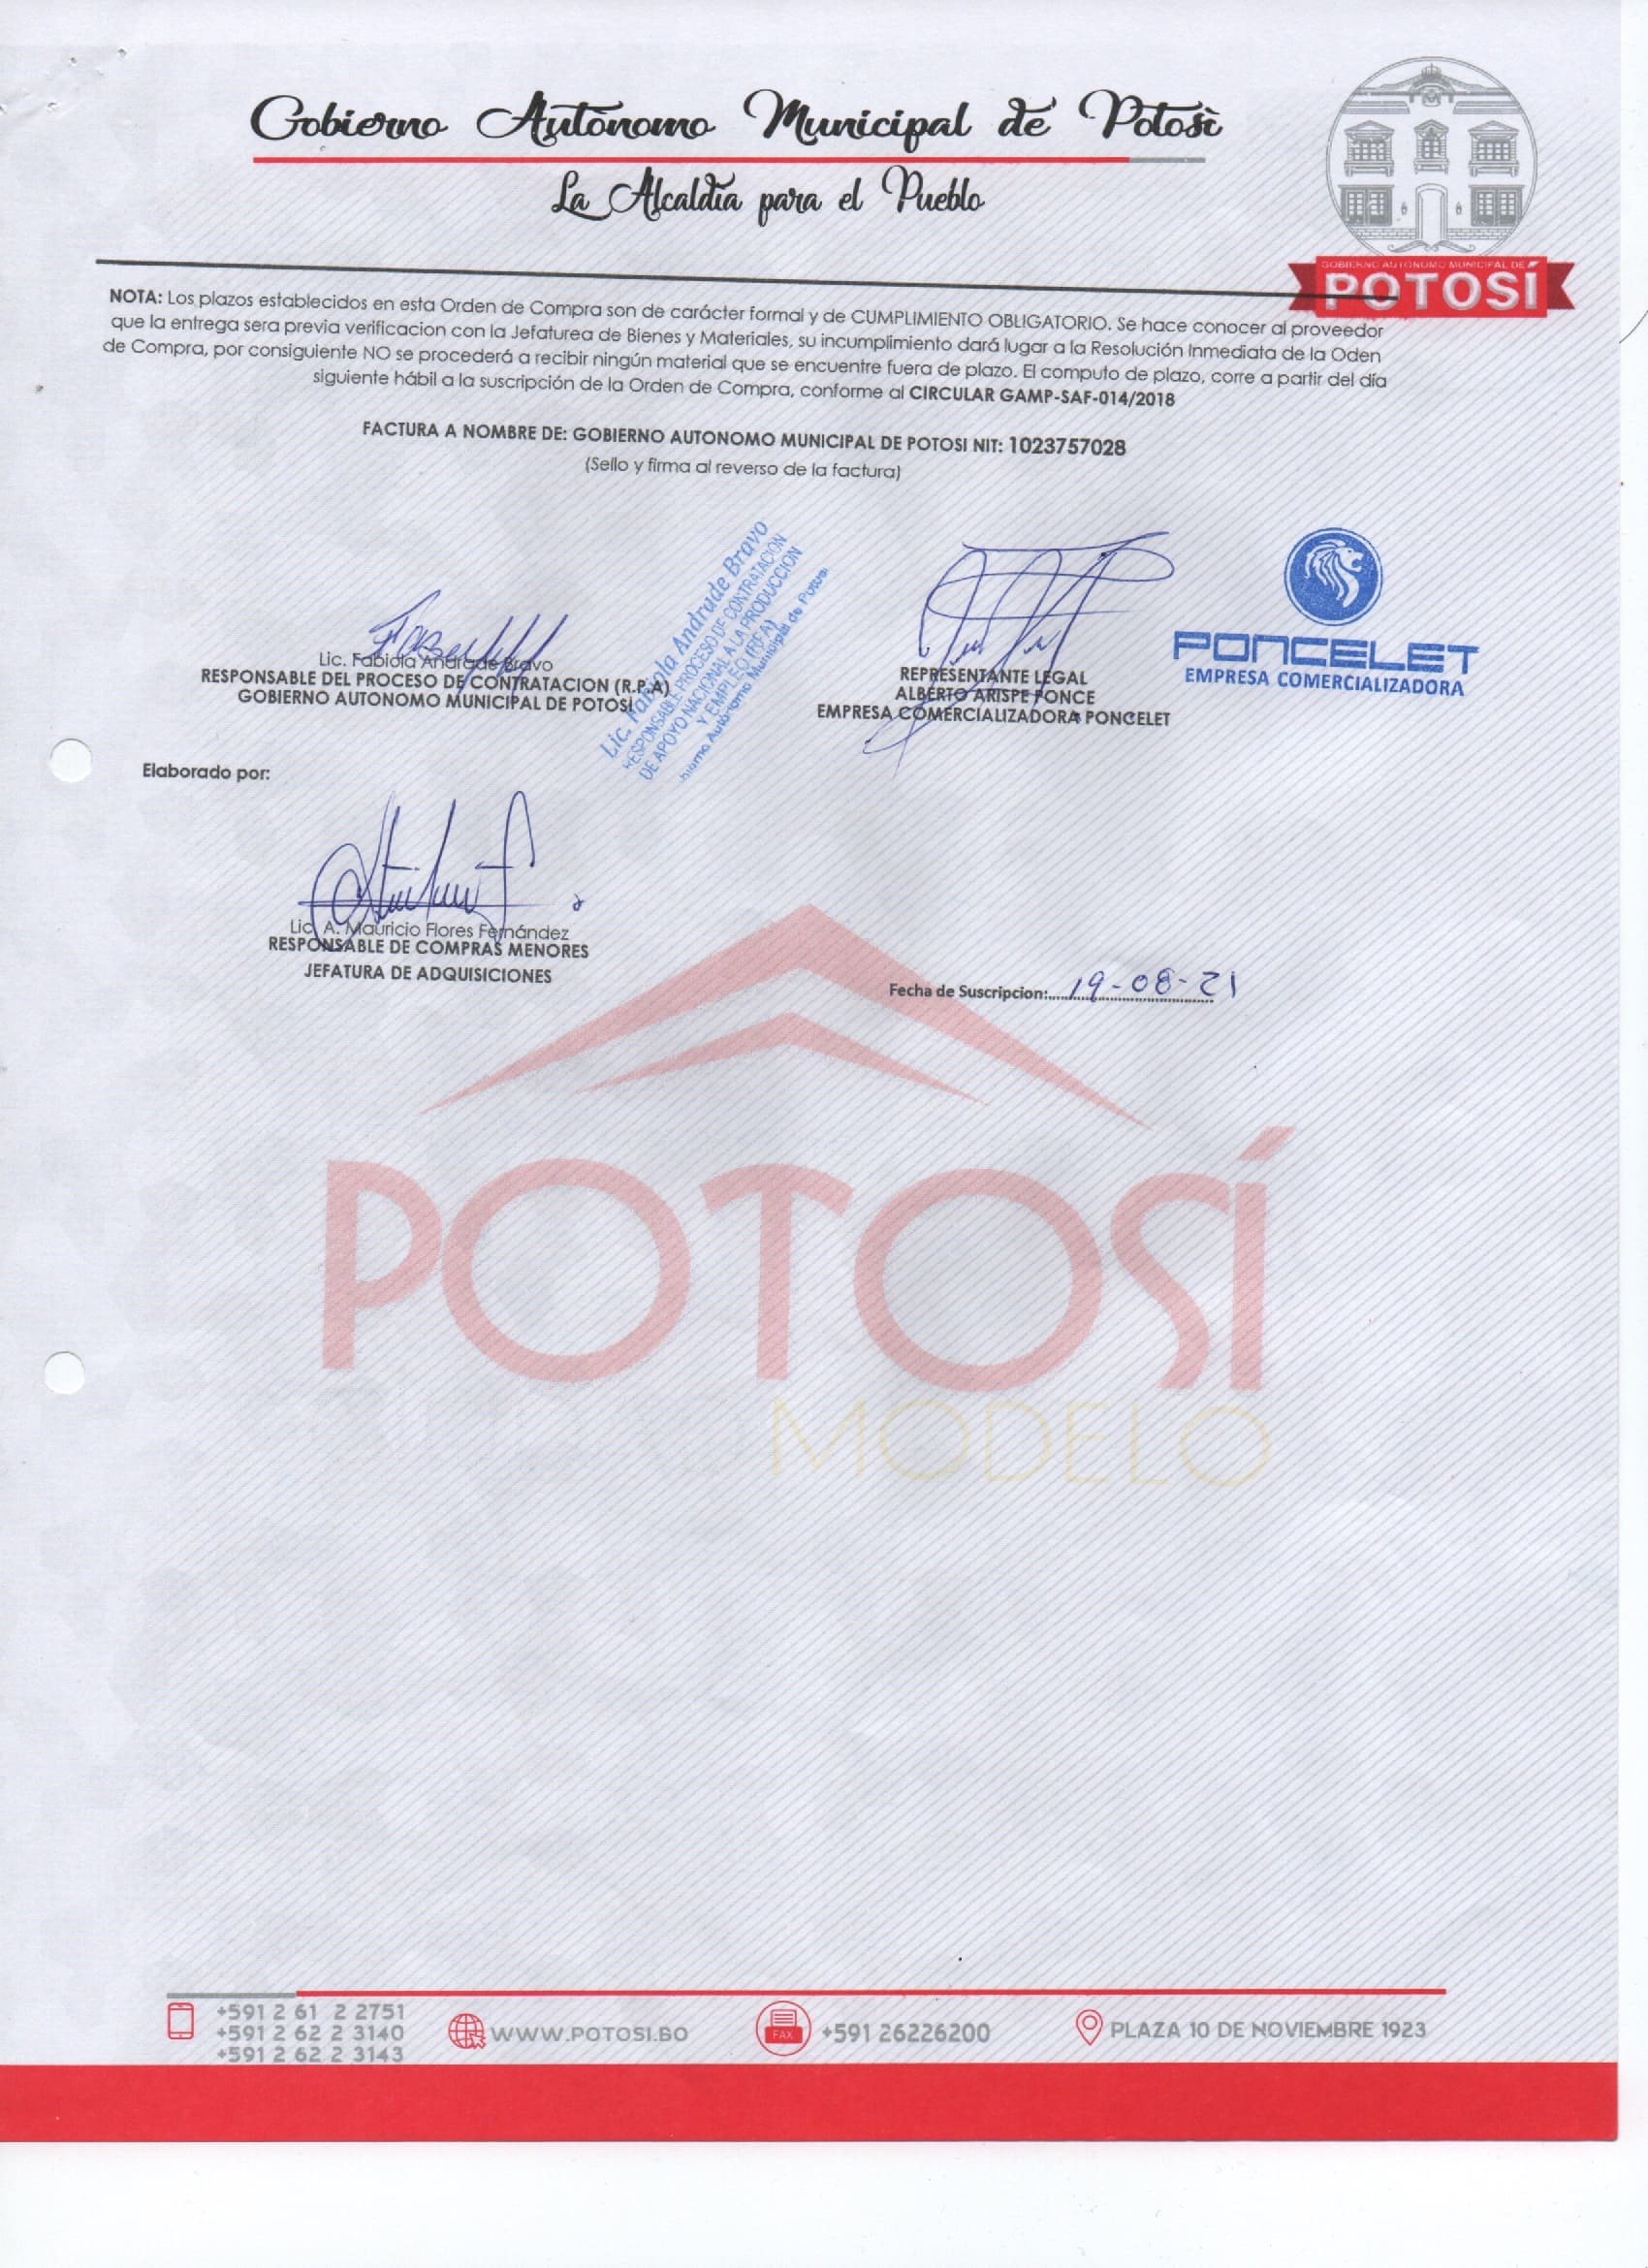 Gobierno Autónomo Municipal de Potosì
La Alcaldía para el Pueblo
GOBIERNO AUTONOMO MUNICIPAL DE
POTOSÍ
NOTA: Los plazos establecidos en esta Orden de Compra son de carácter formal y de CUMPLIMIENTO OBLIGATORIO. Se hace conocer al proveedor
que la entrega sera previa verificacion con la Jefaturea de Bienes y Materiales, su incumplimiento dará lugar a la Resolución Inmediata de la Oden
de Compra, por consiguiente NO se procederá a recibir ningún material que se encuentre fuera de plazo. El computo de plazo, corre a partir del día
siguiente hábil a la suscripción de la Orden de Compra, conforme al CIRCULAR GAMP-SAF-014/2018
FACTURA A NOMBRE DE: GOBIERNO AUTONOMO MUNICIPAL DE POTOSI NIT: 1023757028
(Sello y firma al reverso de la factura)
Lic. Fabiola Andrade Bravo
RESPONSABLE DEL PROCESO DE CONTRATACION (R.P.A)
GOBIERNO AUTONOMO MUNICIPAL DE POTOSÍ
Lic. Fabiola Andrade Bravo
RESPONSABLE PROCESO DE CONTRATACION
DE APOYO NACIONAL A LA PRODUCCION
Y EMPLEO (RPA)
Autónomo Municipal de
REPRESENTANTE LEGAL
ALBERTO ARISPE PONCE
EMPRESA COMERCIALIZADORA PONCELET
PONCELET
EMPRESA COMERCIALIZADORA
Elaborado por:
Lic. A. Mauricio Flores Fernández
RESPONSABLE DE COMPRAS MENORES
JEFATURA DE ADQUISICIONES
Fecha de Suscripcion: 19-08-21
POTOSÍ
MODELO
+591 2 61 2 2751
+591 2 62 2 3140
+591 2 62 2 3143
WWW.POTOSI.BO
FAX
+591 26226200
PLAZA 10 DE NOVIEMBRE 1923